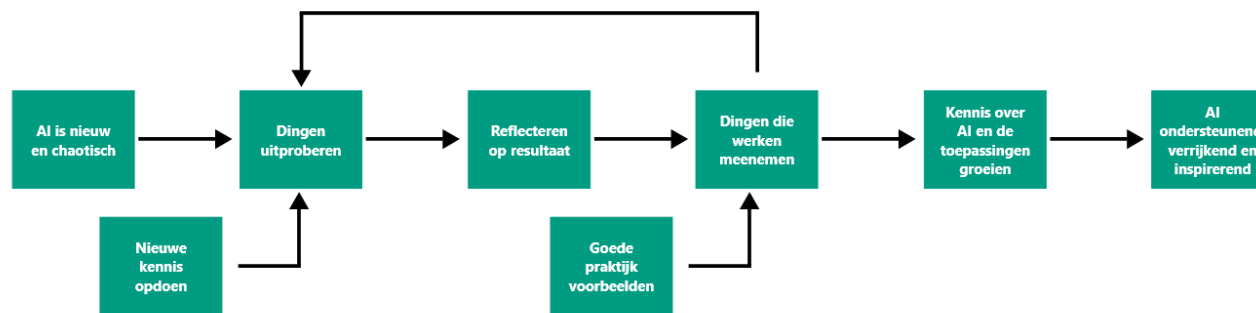 AI is nieuw
en chaotisch
Dingen
uitproberen
Reflecteren
op resultaat
Dingen die
werken
meenemen
Kennis over
AI en de
toepassingen
groeien
AI
ondersteunend
verrijkend en
inspirerend
Nieuwe
kennis
opdoen
Goede
praktijk
voorbeelden